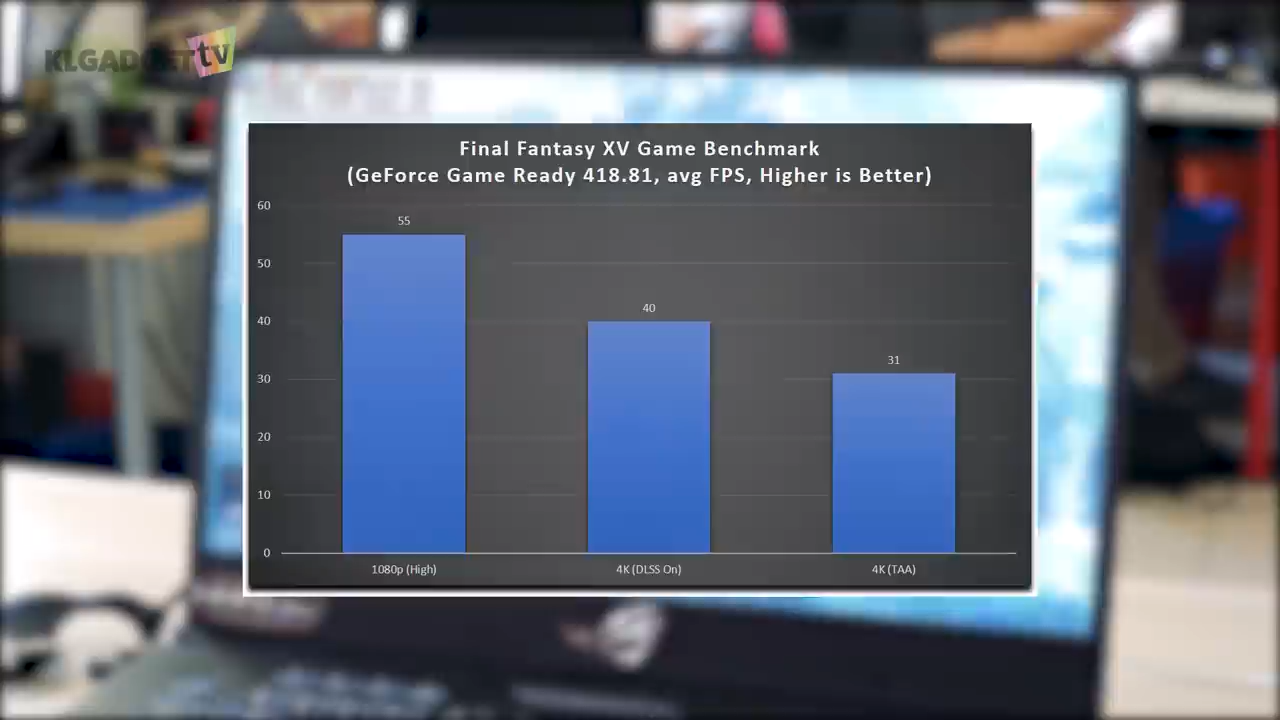 KLGADGETtv
Final Fantasy XV Game Benchmark
(GeForce Game Ready 418.81, avg FPS, Higher is Better)
60
50
40
30
20
10
0
55
40
31
1080p (High)
4K (DLSS On)
4K (TAA)